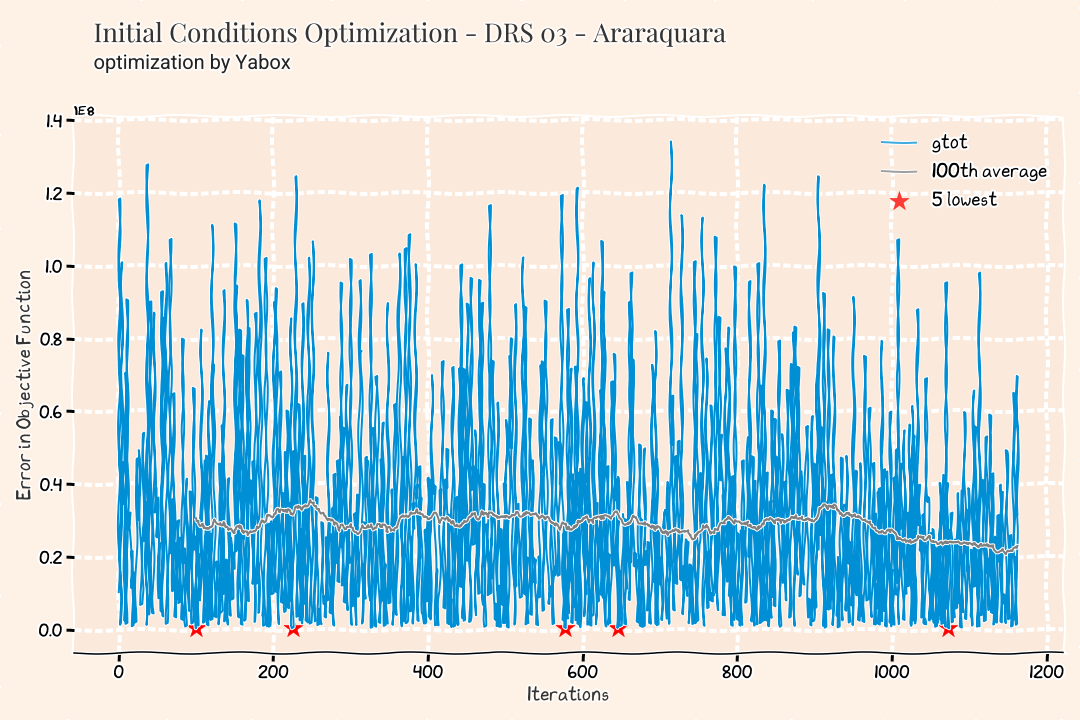 Initial Conditions Optimization - DRS 03 - Araraquara
optimization by Yabox
1E8
1.4
1.2
1.0
0.8
0.6
0.4
0.2
0.0
Error in Objective Function
gtot
100th average
5 lowest
0 200 400 600 800 1000 1200
Iterations